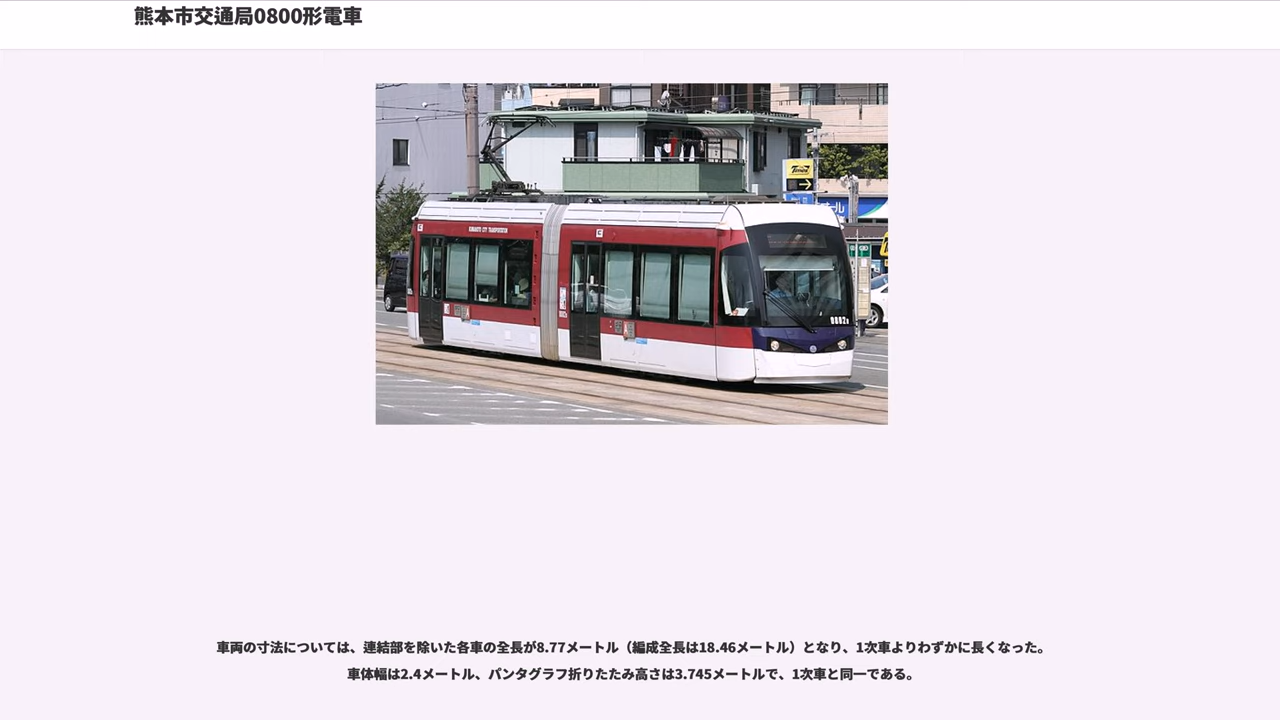 熊本市交通局0800形電車
KUMAMOTO CITY TRANSPORTATION
0802
車両の寸法については、連結部を除いた各車の全長が8.77メートル（編成全長は18.46メートル）となり、1次車よりわずかに長くなった。
車体幅は2.4メートル、パンタグラフ折りたたみ高さは3.745メートルで、1次車と同一である。